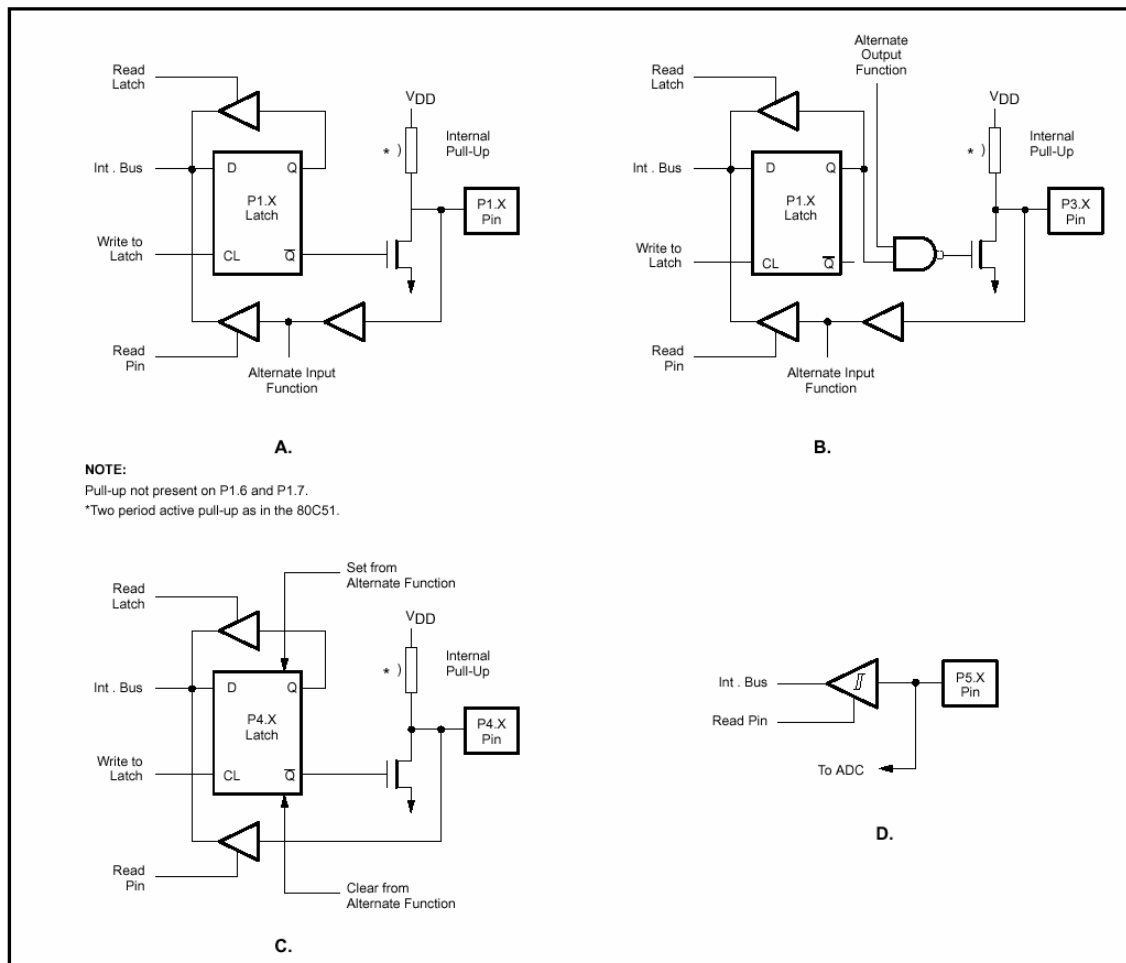 Read
Latch
VDD
Internal
Pull-Up
* )
Int . Bus
D
Q
P1.X
Latch
P1.X
Pin
Write to
Latch
CL
Q
Read
Pin
Alternate Input
Function
A.
Alternate
Output
Function
Read
Latch
VDD
Internal
Pull-Up
* )
Int . Bus
D
Q
P1.X
Latch
P3.X
Pin
Write to
Latch
CL
Q
Read
Pin
Alternate Input
Function
B.
NOTE:
Pull-up not present on P1.6 and P1.7.
*Two period active pull-up as in the 80C51.
Set from
Alternate Function
Read
Latch
VDD
Internal
Pull-Up
* )
Int . Bus
D
Q
P4.X
Latch
P4.X
Pin
Write to
Latch
CL
Q
Read
Pin
Clear from
Alternate Function
C.
Int . Bus
P5.X
Pin
Read Pin
To ADC
D.